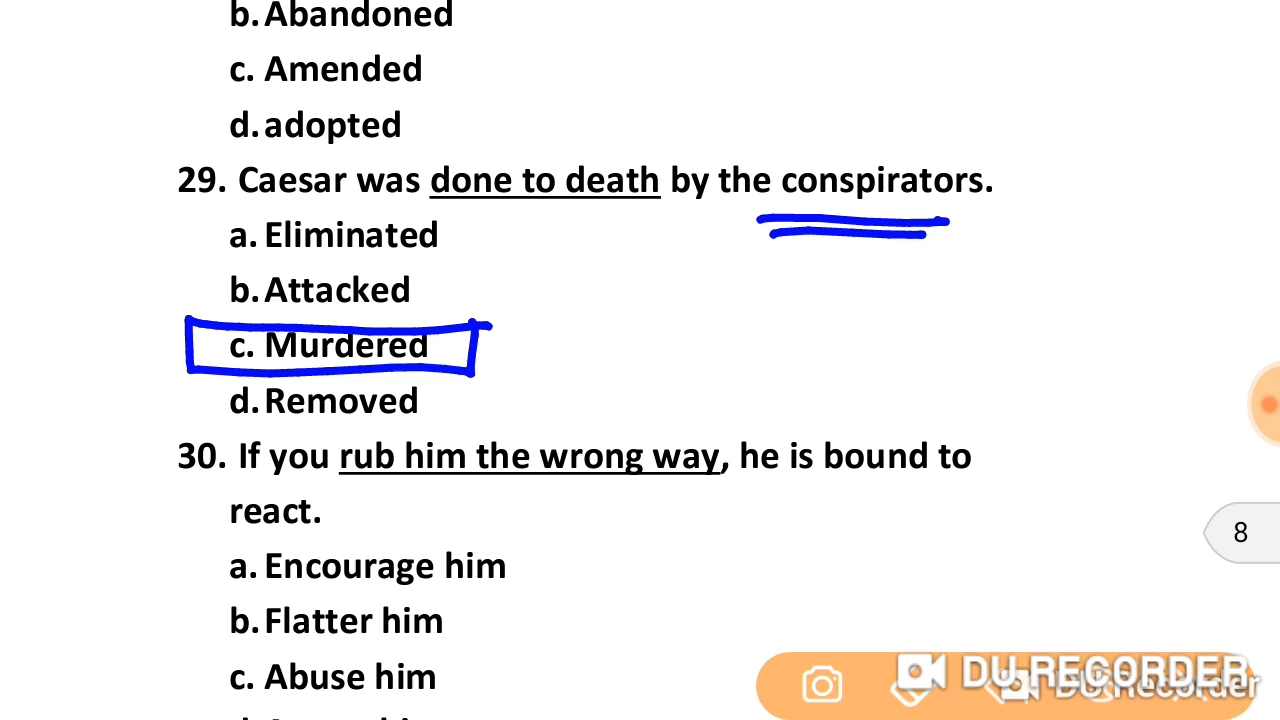 b. Abandoned
c. Amended
d. adopted
29. Caesar was done to death by the conspirators.
a. Eliminated
b. Attacked
c. Murdered
d. Removed
30. If you rub him the wrong way, he is bound to
react.
a. Encourage him
b. Flatter him
c. Abuse him
8
DU RECORDER
Du Recorder